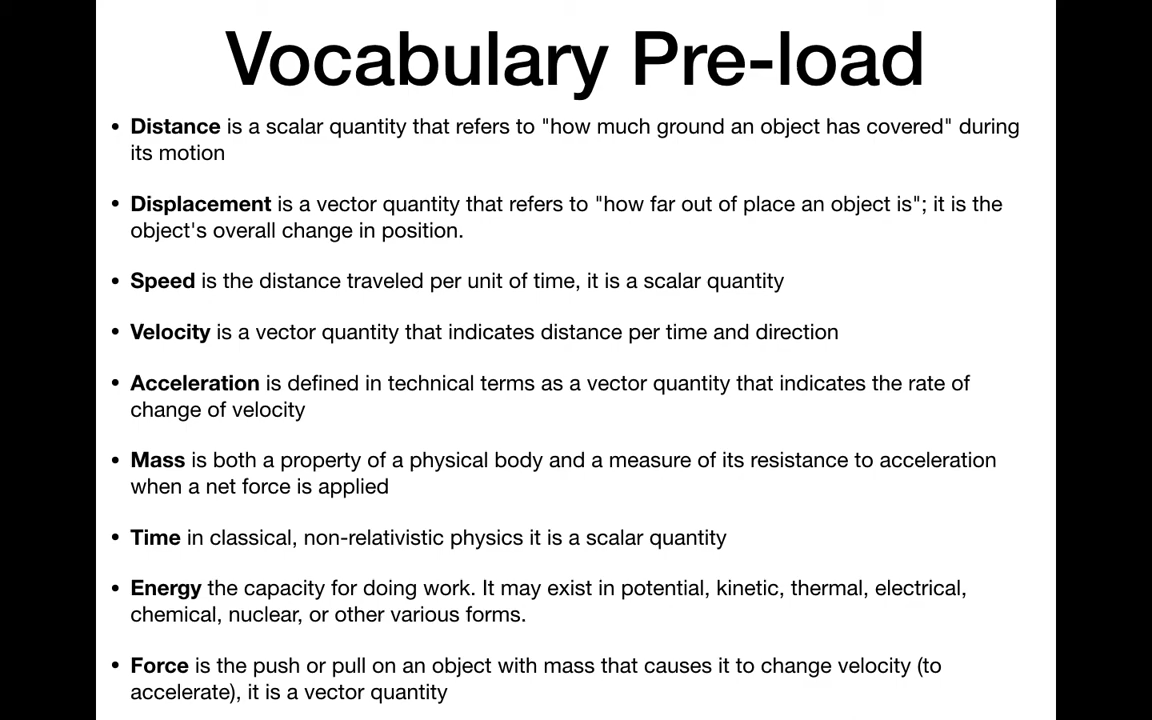 Vocabulary Pre-load
• Distance is a scalar quantity that refers to "how much ground an object has covered" during
its motion
• Displacement is a vector quantity that refers to "how far out of place an object is"; it is the
object's overall change in position.
• Speed is the distance traveled per unit of time, it is a scalar quantity
• Velocity is a vector quantity that indicates distance per time and direction
• Acceleration is defined in technical terms as a vector quantity that indicates the rate of
change of velocity
• Mass is both a property of a physical body and a measure of its resistance to acceleration
when a net force is applied
• Time in classical, non-relativistic physics it is a scalar quantity
• Energy the capacity for doing work. It may exist in potential, kinetic, thermal, electrical,
chemical, nuclear, or other various forms.
• Force is the push or pull on an object with mass that causes it to change velocity (to
accelerate), it is a vector quantity